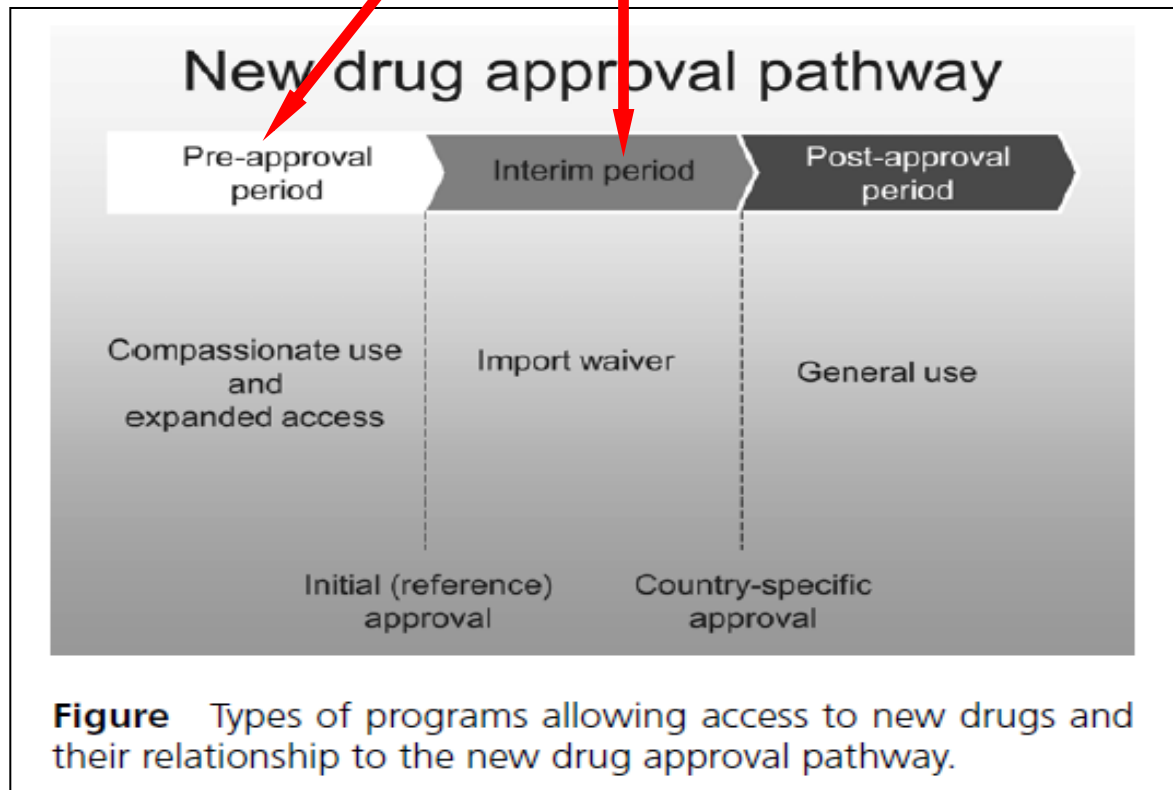 New drug approval pathway
Pre-approval
period
Interim period
Post-approval
period
Compassionate use
and
expanded access
Import waiver
General use
Initial (reference)
approval
Country-specific
approval
Figure Types of programs allowing access to new drugs and
their relationship to the new drug approval pathway.